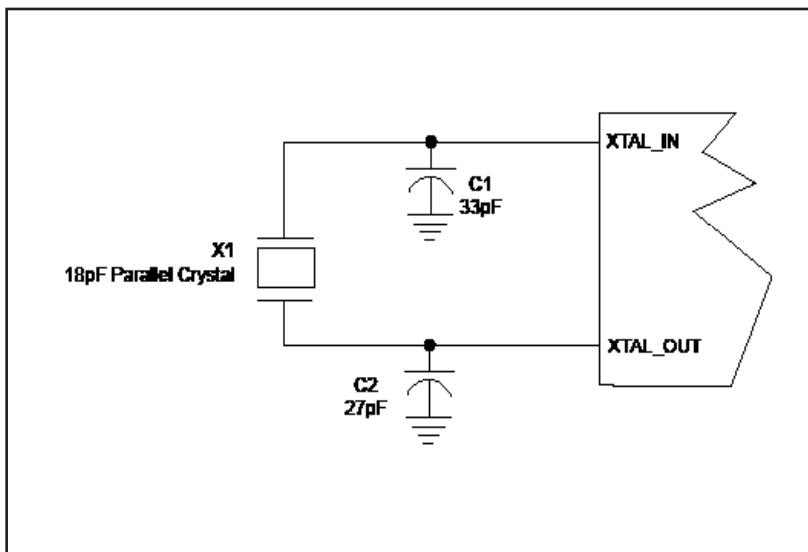 XTAL_IN
C1
33pF
X1
18pF Parallel Crystal
XTAL_OUT
C2
27pF